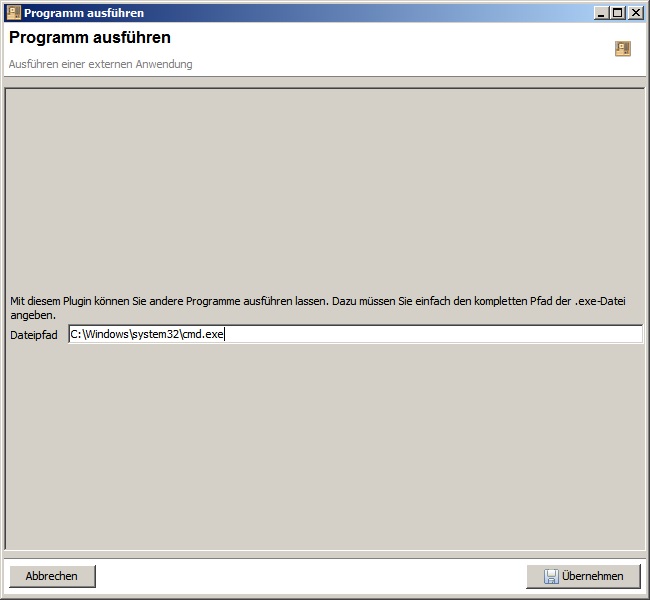 Programm ausführen
Programm ausführen
Ausführen einer externen Anwendung
Mit diesem Plugin können Sie andere Programme ausführen lassen. Dazu müssen Sie einfach den kompletten Pfad der .exe-Datei
angeben.
Dateipfad C:\Windows\system32\cmd.exe
Abbrechen Übernehmen